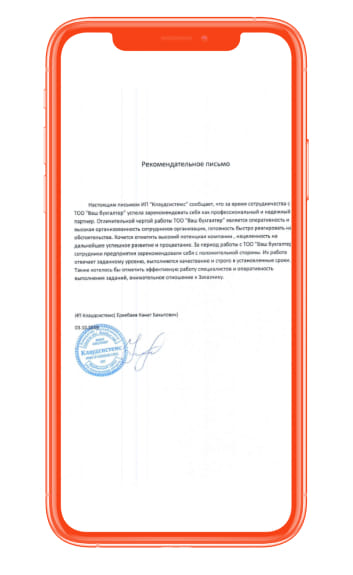 Рекомендательное письмо
Настоящим письмом ИП "Клаудсистемс" сообщает, что за время сотрудничества с
ТОО "Ваш бухгалтер" успела зарекомендовать себя как профессиональный и надежный
партнер. Отличительной чертой работы ТОО "Ваш бухгалтер" является оперативность и
высокая организованность сотрудников организации, готовность быстро реагировать на
обстоятельства. Хочется отметить высокий потенциал компании , нацеленность на
дальнейшее успешное развитие и процветание. За период работы с ТОО "Ваш бухгалтер
сотрудники предприятия зарекомендовали себя с положительной стороны. Их работа
отвечает заданному уровню, выполняется качественно и строго в установленные сроки.
Также хотелось бы отметить эффективную работу специалистов и оперативность
выполнения заданий, внимательное отношение к Заказчику.
ИП Клаудсистемс( Ермбаев Канат Бакытович)
03.10
Клаудсистемс